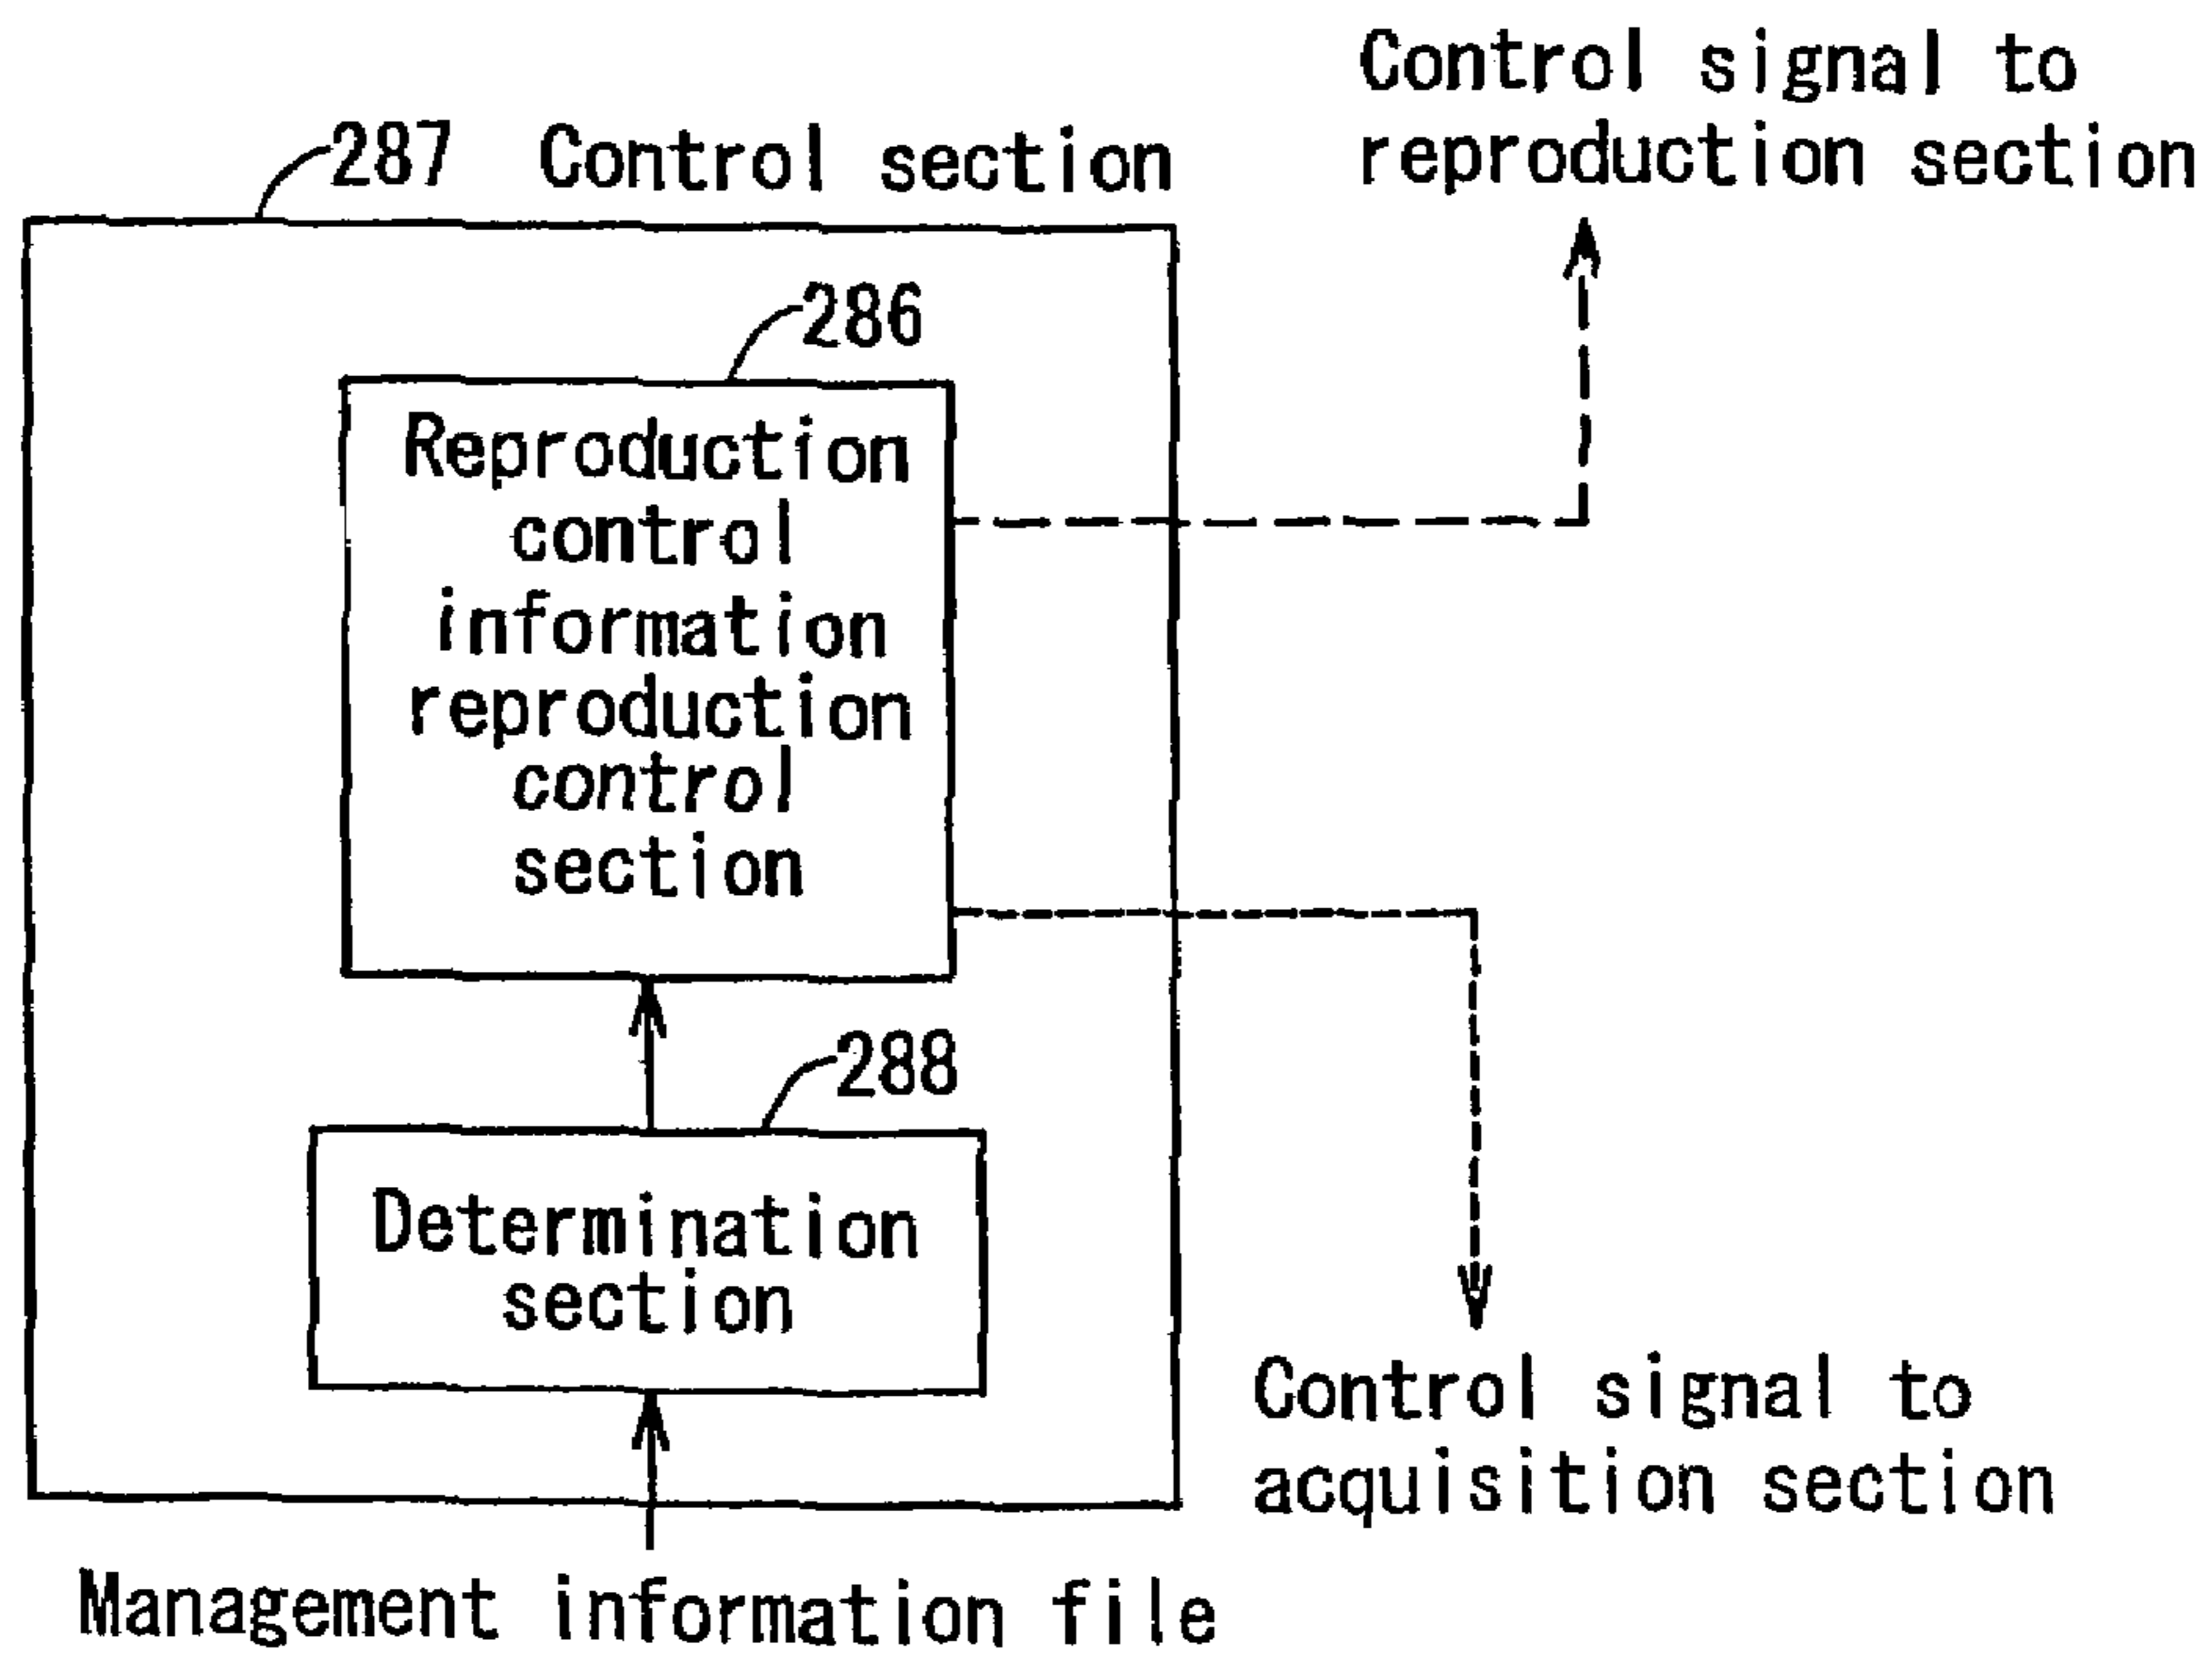 Control signal to
reproduction section
287 Control section
286
Reproduction
control
information
reproduction
control
section
288
Determination
section
Control signal to
acquisition section
Management information file